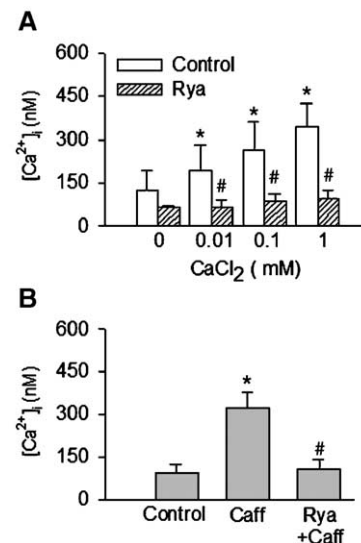 A
600
450
300
150
0
[Ca²⁺]ᵢ (nM)
Control
Rya
* * *
# # #
0 0.01 0.1 1
CaCl₂ ( mM)
B
600
450
300
150
0
[Ca²⁺]ᵢ (nM)
*
#
Control Caff Rya
+Caff